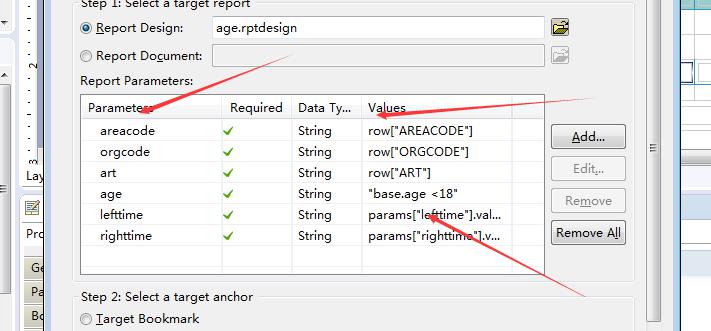 Step 1: Select a target report
Report Design: age.rptdesign
Report Document:
Report Parameters:
Parameters Required Data Ty... Values
areacode String row["AREACODE"]
orgcode String row["ORGCODE"]
art String row["ART"]
age String "base.age <18"
lefttime String params["lefttime"].val...
righttime String params["righttime"].v...
Add...
Edit...
Remove
Remove All
Step 2: Select a target anchor
Target Bookmark
2
3
Lay
Pro
Ge
Pa
Bo